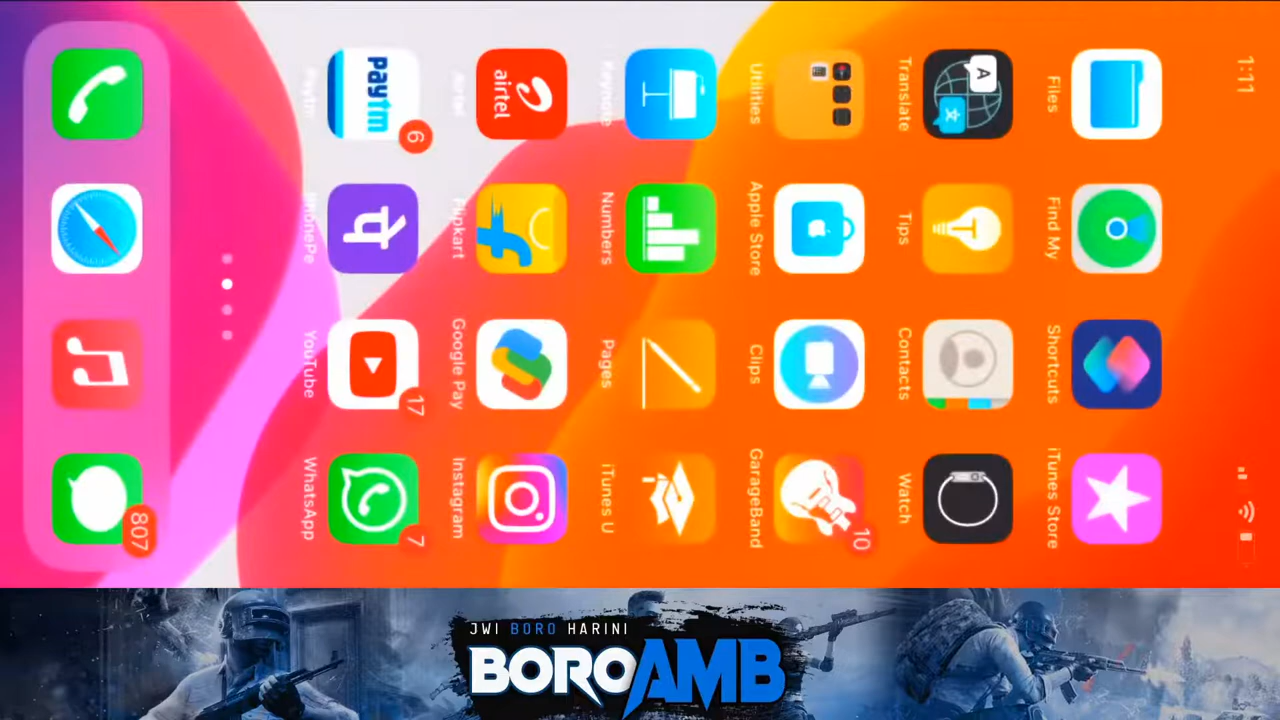 1:11
Files
Find My
Shortcuts
iTunes Store
Translate
Tips
Contacts
Watch
Utilities
Apple Store
Clips
GarageBand
10
Keynote
Numbers
Pages
iTunes U
airtel
airtel
Flipkart
Google Pay
Instagram
Paytm
6
Paytm
PhonePe
YouTube
17
WhatsApp
7
807
JWI BORO HARINI
BORO AMB